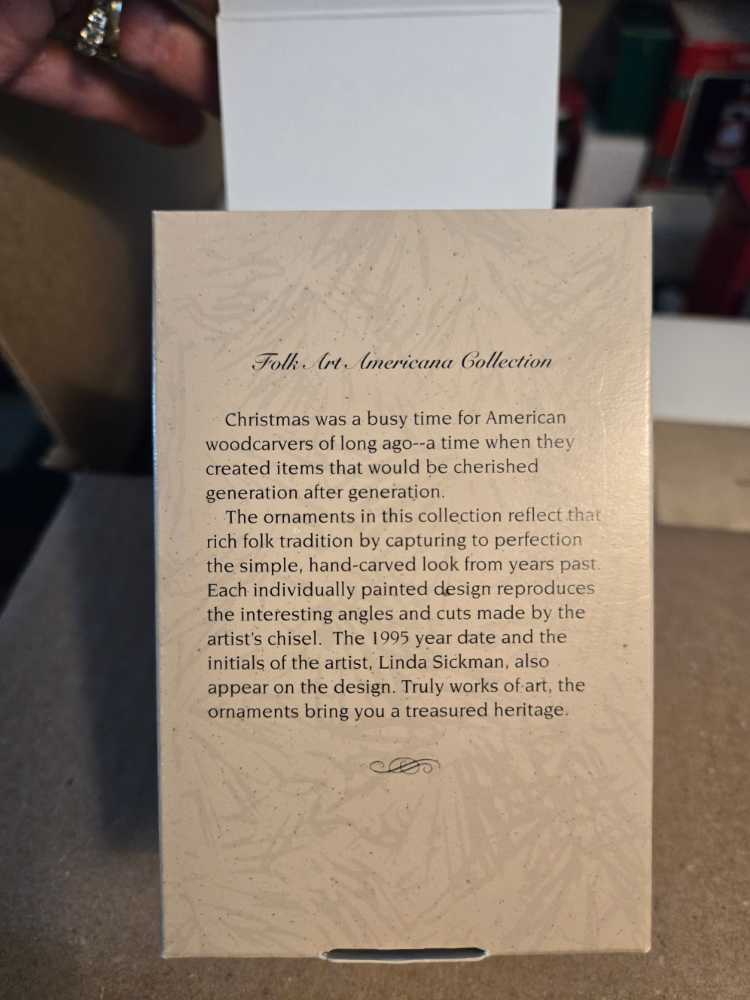 Folk Art Americana Collection
Christmas was a busy time for American
woodcarvers of long ago--a time when they
created items that would be cherished
generation after generation.
The ornaments in this collection reflect that
rich folk tradition by capturing to perfection
the simple, hand-carved look from years past.
Each individually painted design reproduces
the interesting angles and cuts made by the
artist's chisel. The 1995 year date and the
initials of the artist, Linda Sickman, also
appear on the design. Truly works of art, the
ornaments bring you a treasured heritage.